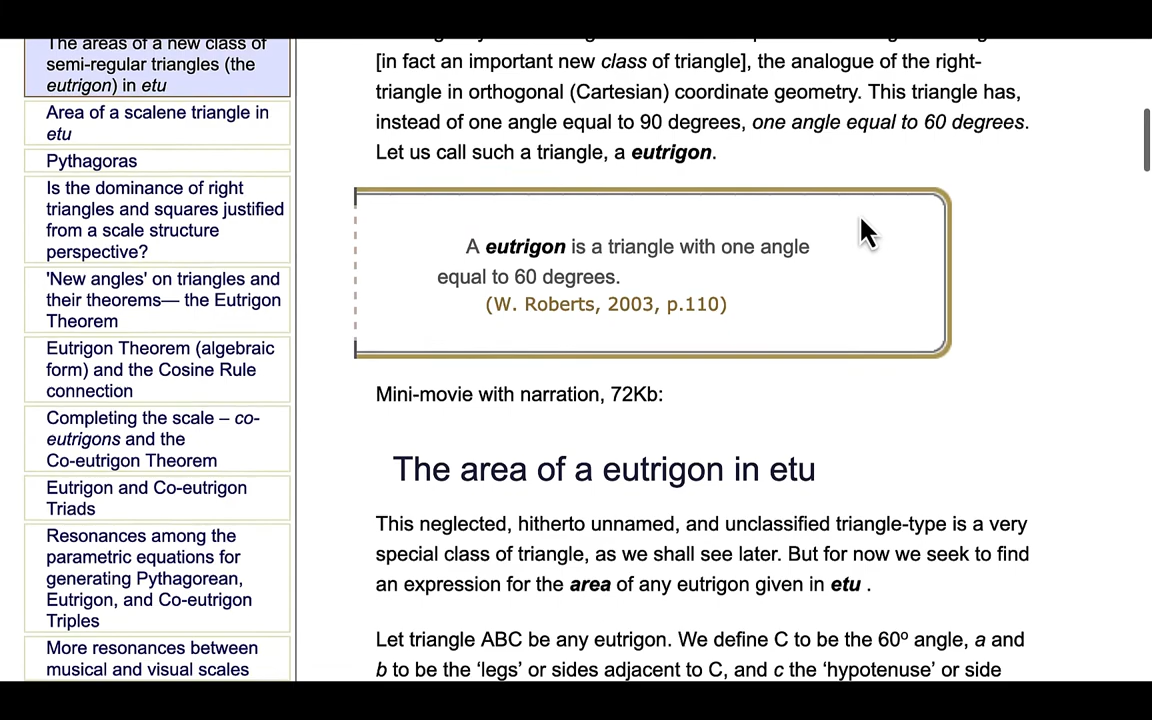 The areas of a new class of
semi-regular triangles (the
eutrigon) in etu
Area of a scalene triangle in
etu
Pythagoras
Is the dominance of right
triangles and squares justified
from a scale structure
perspective?
'New angles' on triangles and
their theorems— the Eutrigon
Theorem
Eutrigon Theorem (algebraic
form) and the Cosine Rule
connection
Completing the scale – co-
eutrigons and the
Co-eutrigon Theorem
Eutrigon and Co-eutrigon
Triads
Resonances among the
parametric equations for
generating Pythagorean,
Eutrigon, and Co-eutrigon
Triples
More resonances between
musical and visual scales
[in fact an important new class of triangle], the analogue of the right-
triangle in orthogonal (Cartesian) coordinate geometry. This triangle has,
instead of one angle equal to 90 degrees, one angle equal to 60 degrees.
Let us call such a triangle, a eutrigon.
A eutrigon is a triangle with one angle
equal to 60 degrees.
(W. Roberts, 2003, p.110)
Mini-movie with narration, 72Kb:
The area of a eutrigon in etu
This neglected, hitherto unnamed, and unclassified triangle-type is a very
special class of triangle, as we shall see later. But for now we seek to find
an expression for the area of any eutrigon given in etu .
Let triangle ABC be any eutrigon. We define C to be the 60º angle, a and
b to be the ‘legs’ or sides adjacent to C, and c the ‘hypotenuse’ or side